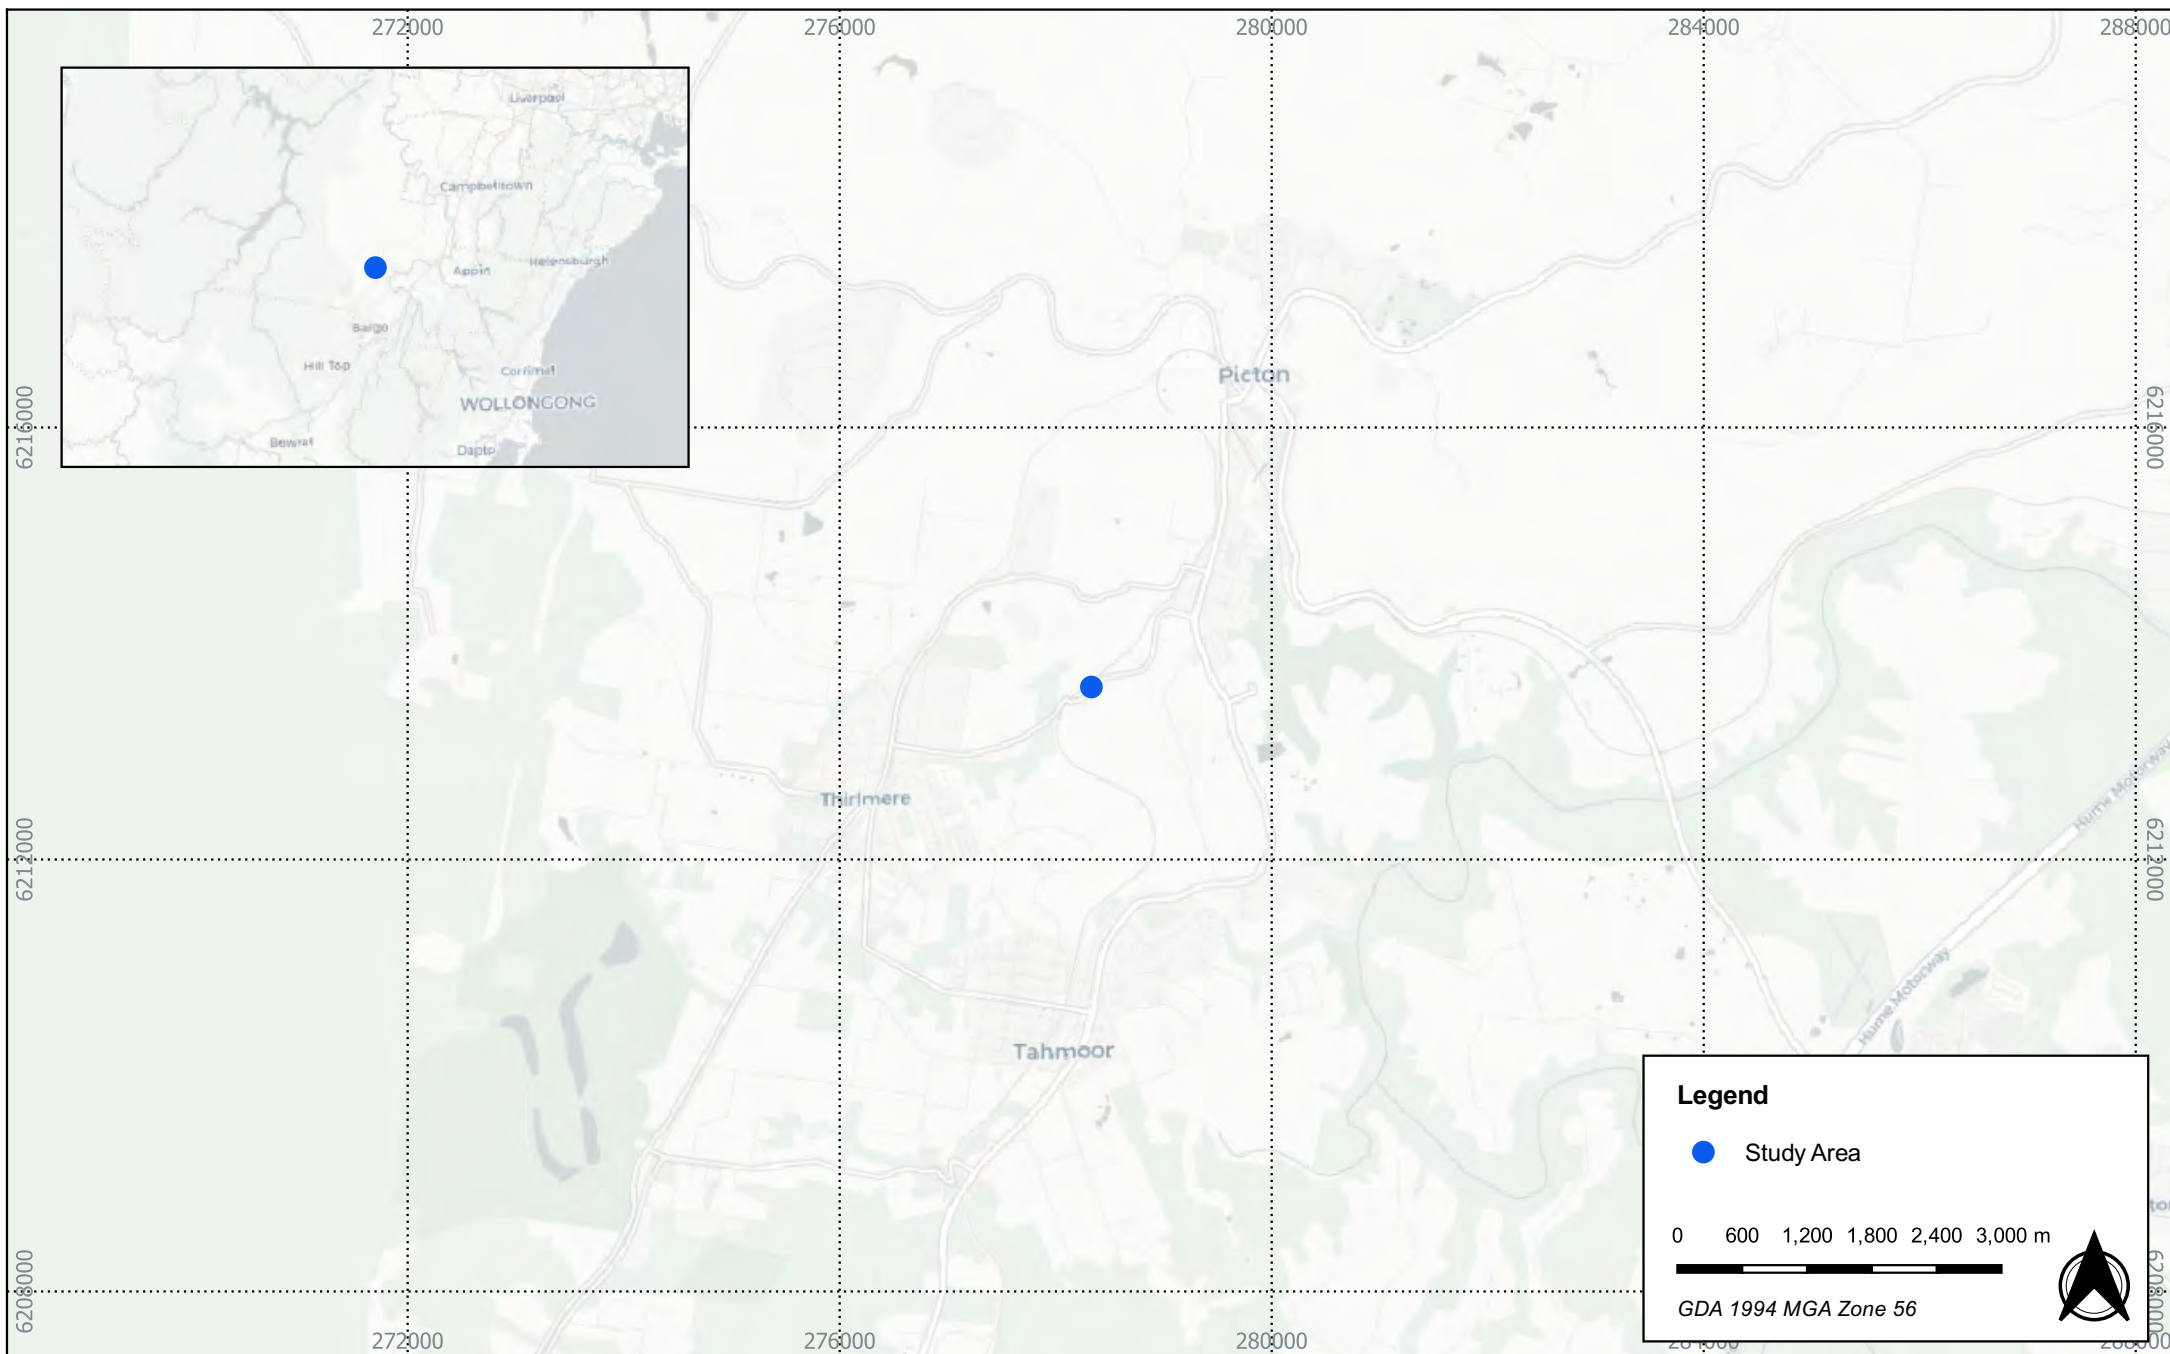 272000
276000
280000
284000
288000
Liverpool
Campbelltown
Appin
Helensburgh
Bargo
Hill Top
Corrimal
WOLLONGONG
Bowral
Dapto
6216000
6216000
Picton
Thirlmere
Hume Motorway
6212000
6212000
Hume Motorway
Tahmoor
Legend
Study Area
0 600 1,200 1,800 2,400 3,000 m
GDA 1994 MGA Zone 56
6208000
6208000
272000
276000
280000
284000
288000